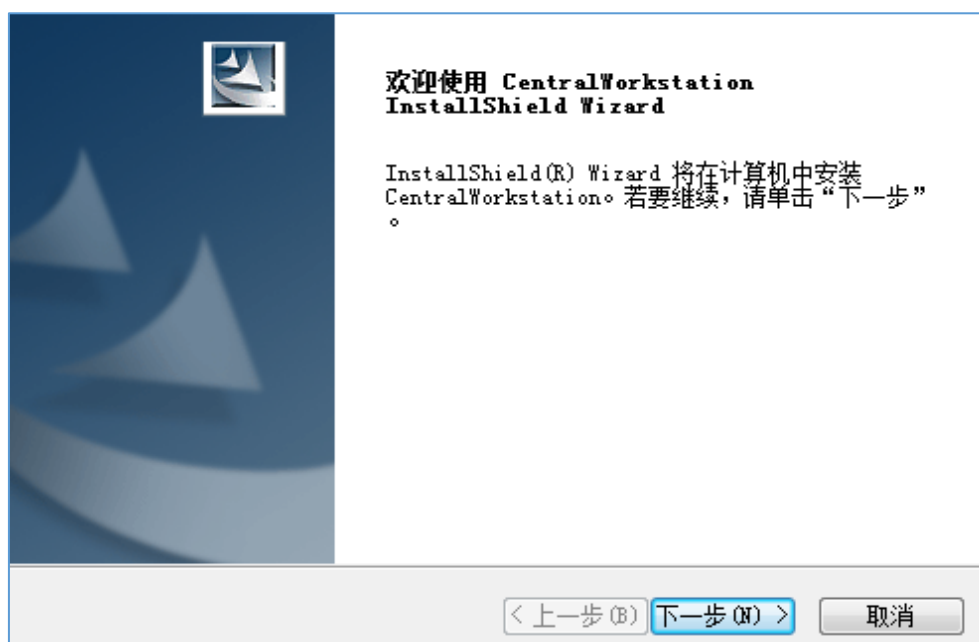 欢迎使用 CentralWorkstation
InstallShield Wizard
InstallShield(R) Wizard 将在计算机中安装
CentralWorkstation。若要继续，请单击“下一步”
。
< 上一步(B) 下一步(N) > 取消